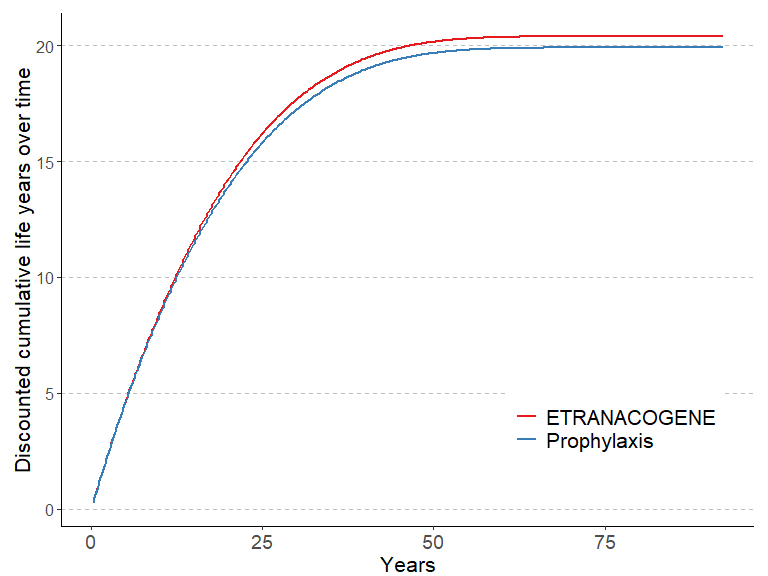 Discounted cumulative life years over time
20
15
10
5
0
ETRANACOGENE
Prophylaxis
0 25 50 75
Years